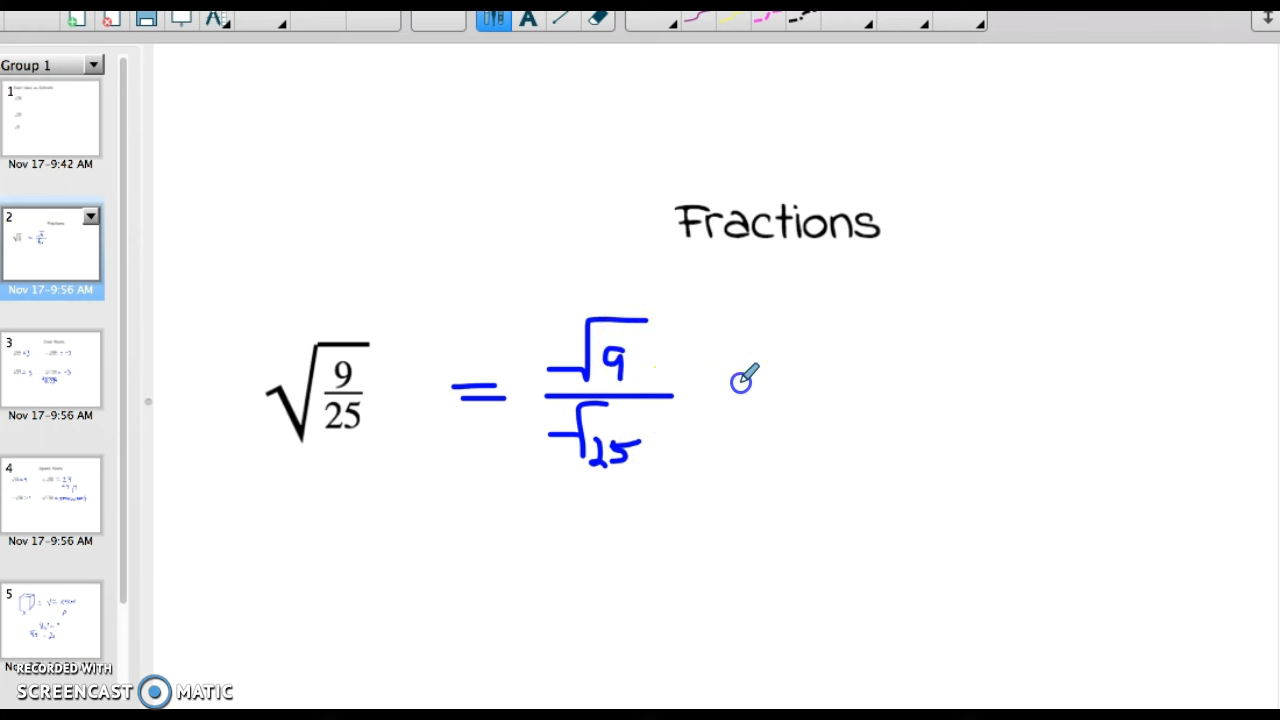 Group 1
1
Nov 17-9:42 AM
2
Fractions
Nov 17-9:56 AM
3
Nov 17-9:56 AM
4
Nov 17-9:56 AM
5
RECORDED WITH
SCREENCAST MATIC
Fractions
√9/25 = √9/√25